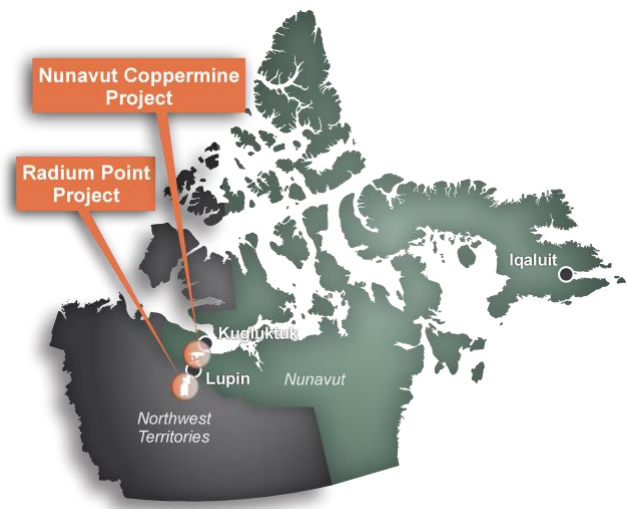 Nunavut Coppermine
Project
Radium Point
Project
Iqaluit
Kugluktuk
Lupin
Nunavut
Northwest
Territories